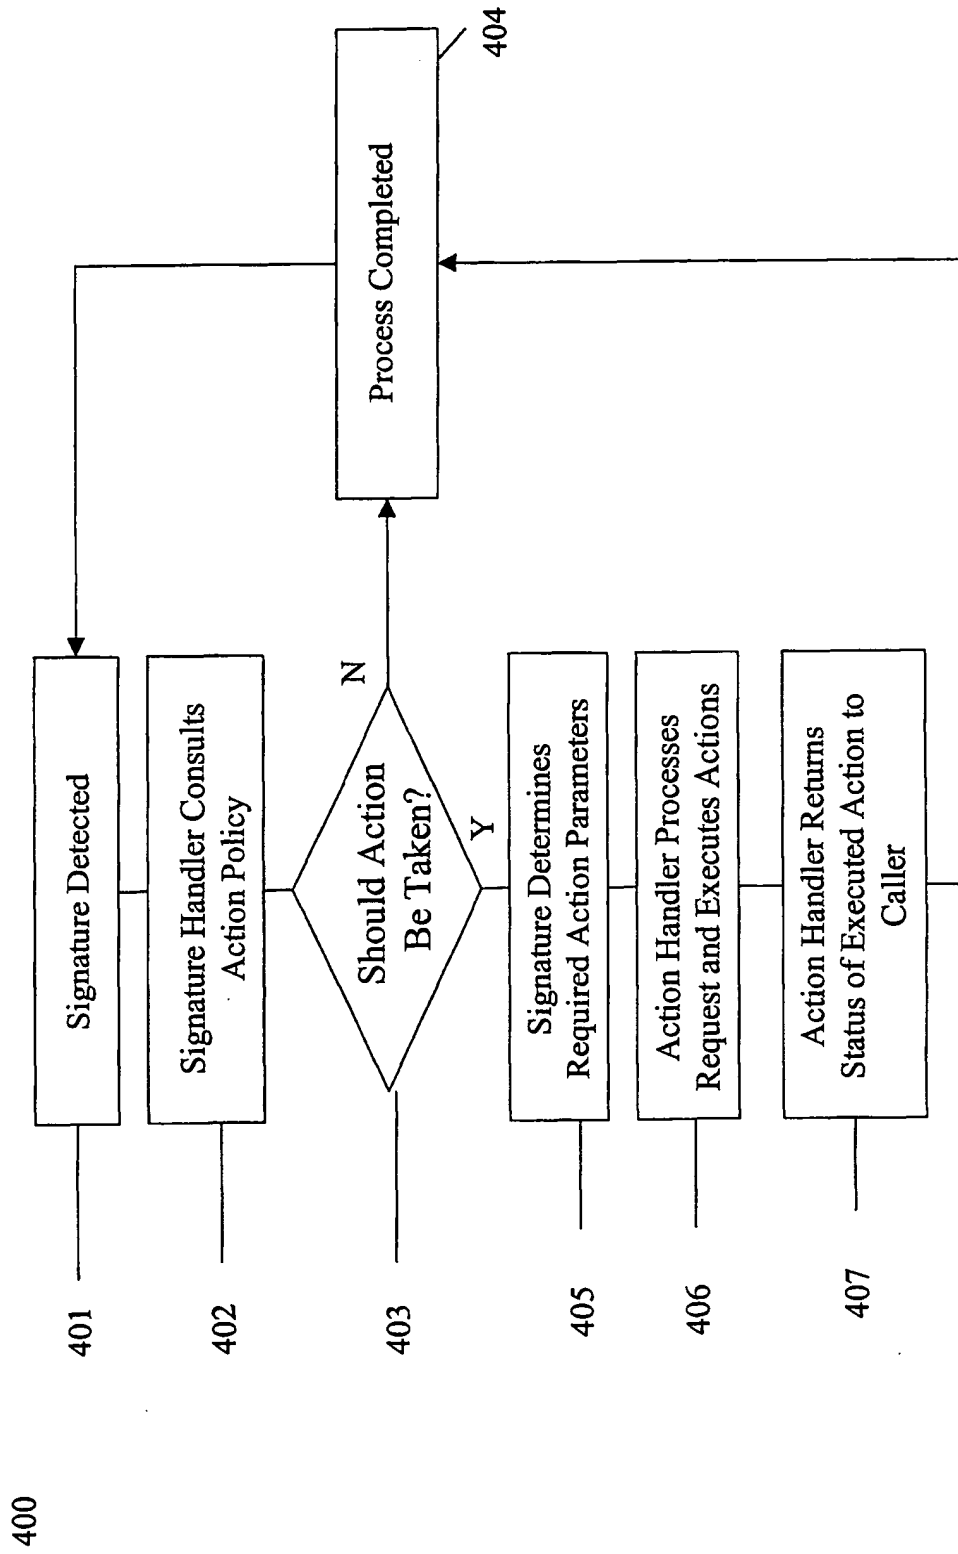 400
401
Signature Detected
402
Signature Handler Consults
Action Policy
403
Should Action
Be Taken?
N
Y
Process Completed
404
405
Signature Determines
Required Action Parameters
406
Action Handler Processes
Request and Executes Actions
407
Action Handler Returns
Status of Executed Action to
Caller